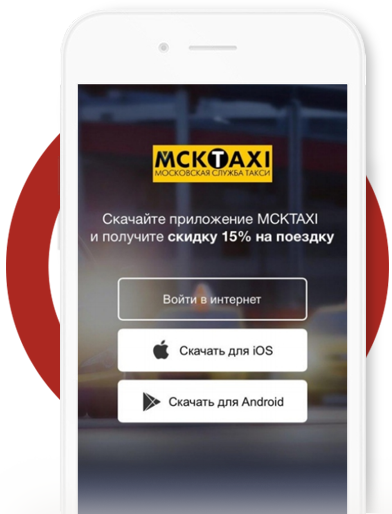 МСКТAXI
МОСКОВСКАЯ СЛУЖБА ТАКСИ
Скачайте приложение MCKTAXI
и получите скидку 15% на поездку
Войти в интернет
Скачать для iOS
Скачать для Android